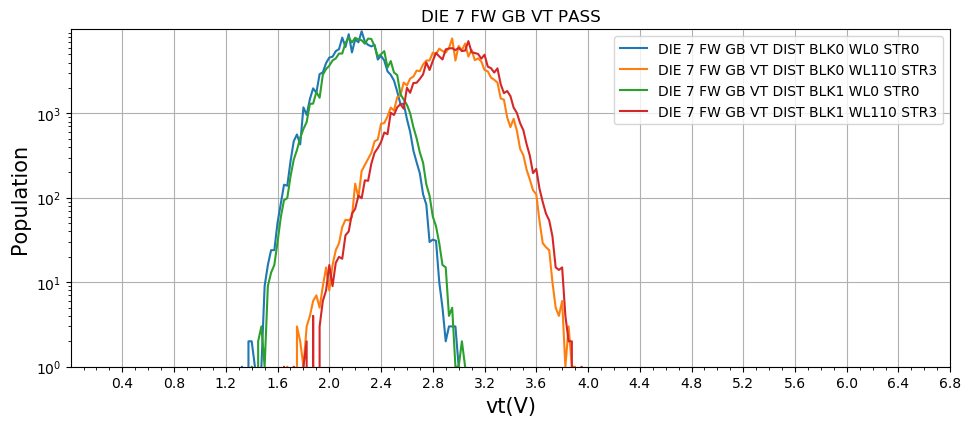 DIE 7 FW GB VT PASS
DIE 7 FW GB VT DIST BLK0 WL0 STR0
DIE 7 FW GB VT DIST BLK0 WL110 STR3
DIE 7 FW GB VT DIST BLK1 WL0 STR0
DIE 7 FW GB VT DIST BLK1 WL110 STR3
Population
10³
10²
10¹
10⁰
0.4 0.8 1.2 1.6 2.0 2.4 2.8 3.2 3.6 4.0 4.4 4.8 5.2 5.6 6.0 6.4 6.8
vt(V)